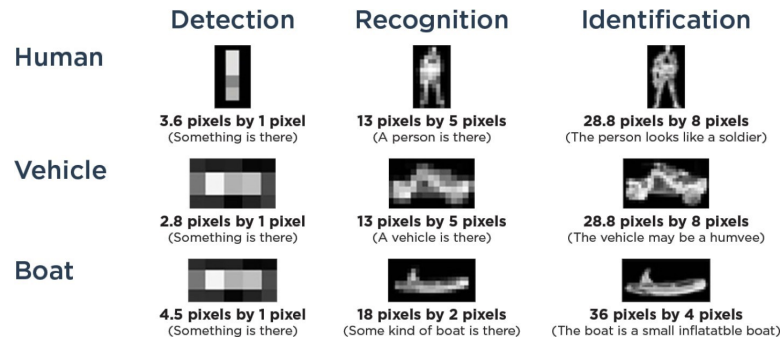 Detection Recognition Identification
Human
3.6 pixels by 1 pixel 13 pixels by 5 pixels 28.8 pixels by 8 pixels
(Something is there) (A person is there) (The person looks like a soldier)
Vehicle
2.8 pixels by 1 pixel 13 pixels by 5 pixels 28.8 pixels by 8 pixels
(Something is there) (A vehicle is there) (The vehicle may be a humvee)
Boat
4.5 pixels by 1 pixel 18 pixels by 2 pixels 36 pixels by 4 pixels
(Something is there) (Some kind of boat is there) (The boat is a small inflatatble boat)